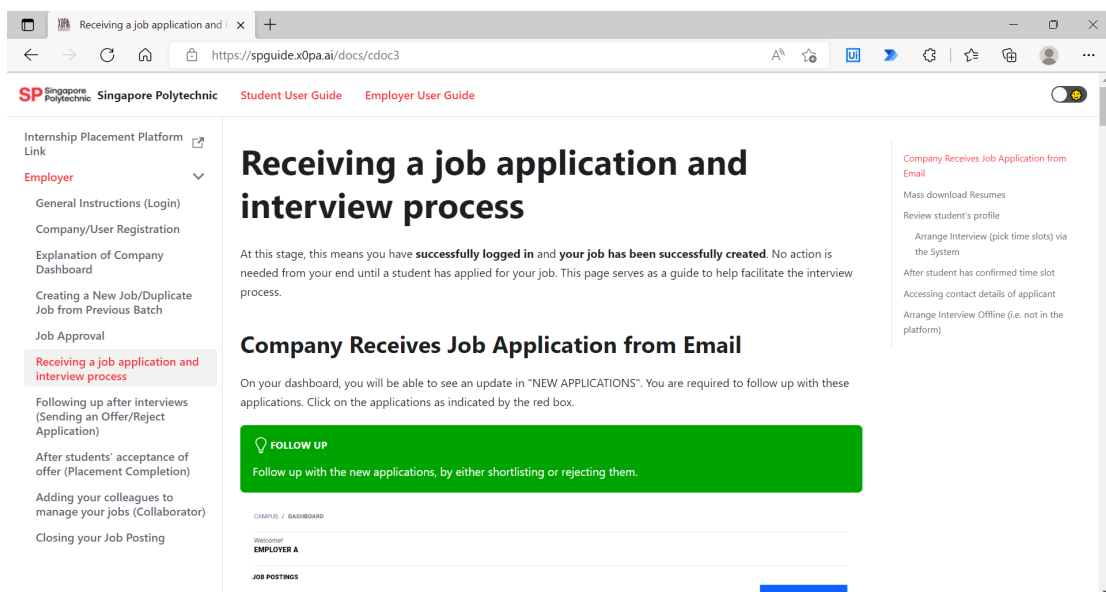 Receiving a job application and i
https://spguide.x0pa.ai/docs/cdoc3
SP Singapore Polytechnic
Singapore Polytechnic
Student User Guide
Employer User Guide
Internship Placement Platform
Link
Employer
General Instructions (Login)
Company/User Registration
Explanation of Company
Dashboard
Creating a New Job/Duplicate
Job from Previous Batch
Job Approval
Receiving a job application and
interview process
Following up after interviews
(Sending an Offer/Reject
Application)
After students' acceptance of
offer (Placement Completion)
Adding your colleagues to
manage your jobs (Collaborator)
Closing your Job Posting
Receiving a job application and
interview process
At this stage, this means you have successfully logged in and your job has been successfully created. No action is
needed from your end until a student has applied for your job. This page serves as a guide to help facilitate the interview
process.
Company Receives Job Application from Email
On your dashboard, you will be able to see an update in "NEW APPLICATIONS". You are required to follow up with these
applications. Click on the applications as indicated by the red box.
FOLLOW UP
Follow up with the new applications, by either shortlisting or rejecting them.
CAMPUS / DASHBOARD
Welcome!
EMPLOYER A
JOB POSTINGS
Company Receives Job Application from
Email
Mass download Resumes
Review student's profile
Arrange Interview (pick time slots) via
the System
After student has confirmed time slot
Accessing contact details of applicant
Arrange Interview Offline (i.e. not in the
platform)